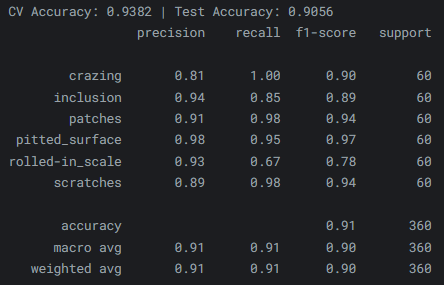 CV Accuracy: 0.9382 | Test Accuracy: 0.9056
precision recall f1-score support
crazing 0.81 1.00 0.90 60
inclusion 0.94 0.85 0.89 60
patches 0.91 0.98 0.94 60
pitted_surface 0.98 0.95 0.97 60
rolled-in_scale 0.93 0.67 0.78 60
scratches 0.89 0.98 0.94 60
accuracy 0.91 360
macro avg 0.91 0.91 0.90 360
weighted avg 0.91 0.91 0.90 360